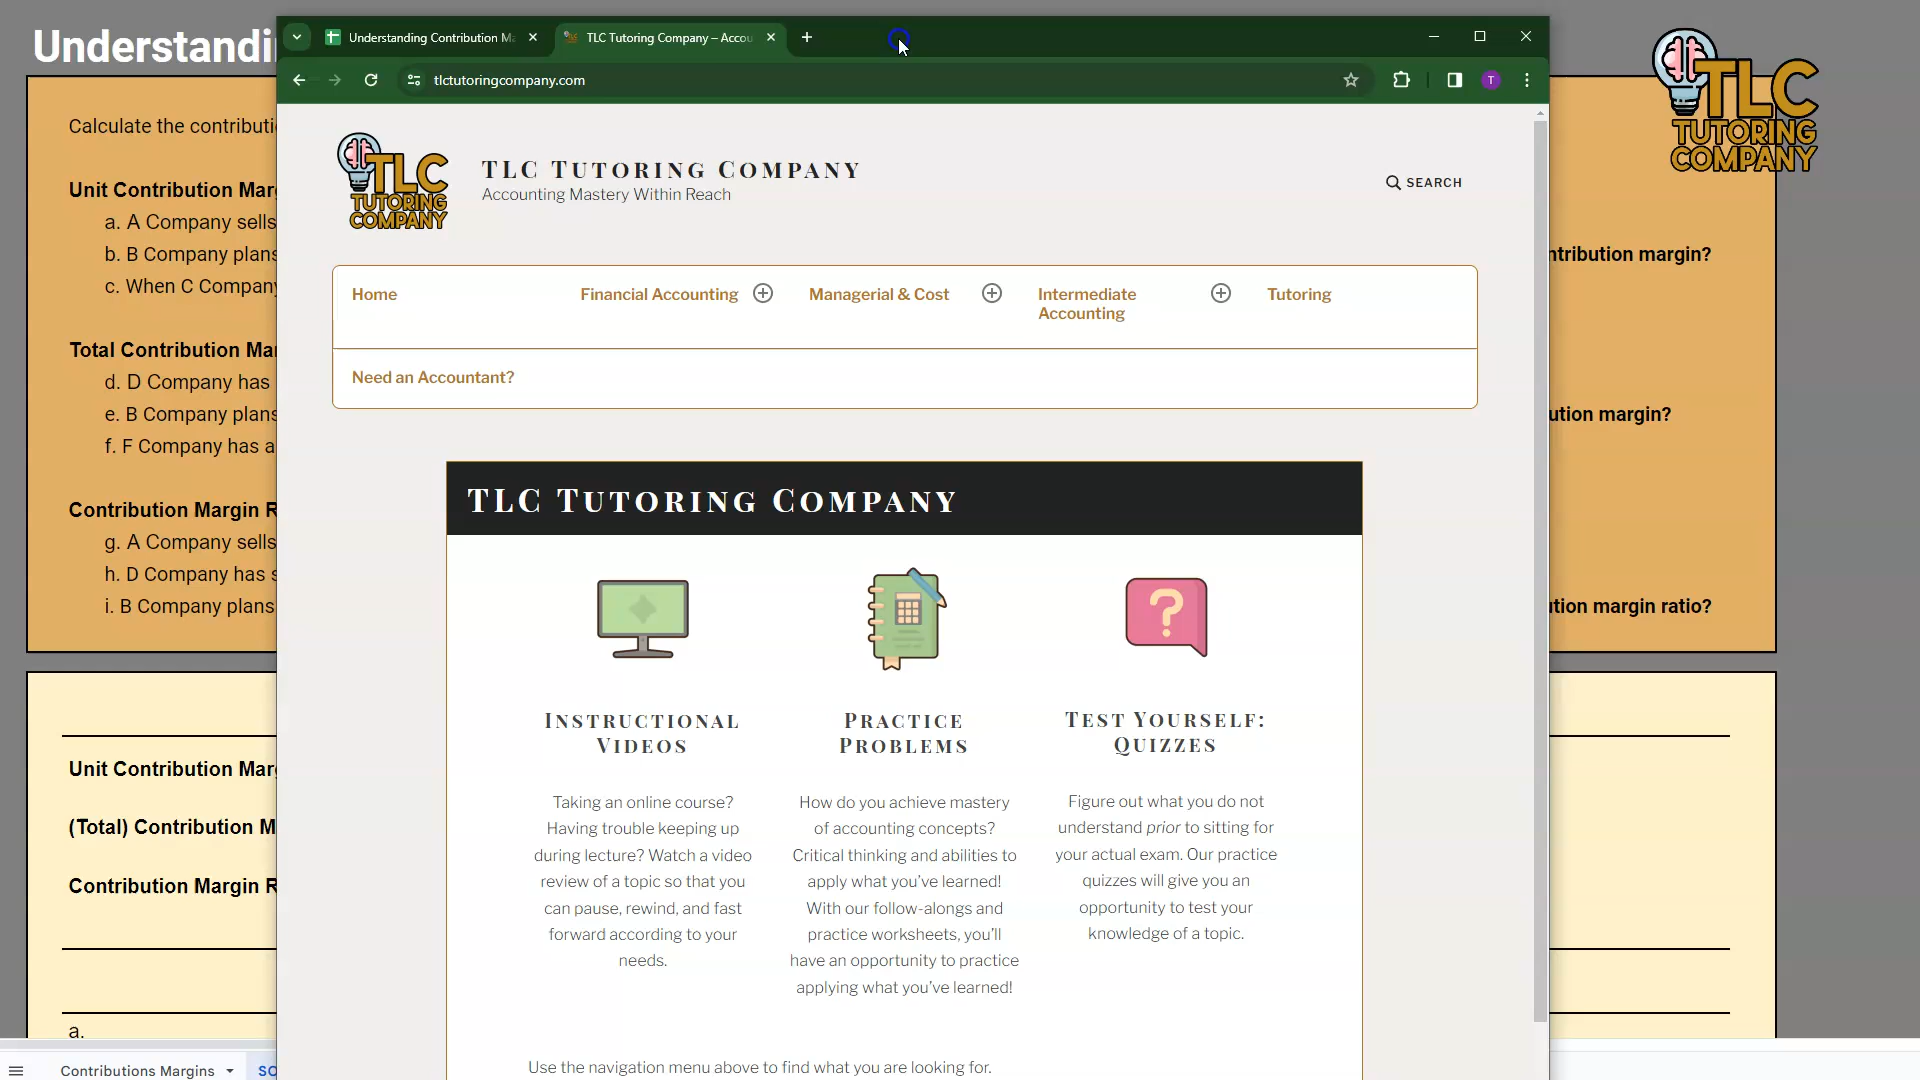 Understandi
Understanding Contribution Ma
TLC Tutoring Company – Accou
tlctutoringcompany.com
T
TLC
TUTORING
COMPANY
TLC
TUTORING
COMPANY
TLC Tutoring Company
Accounting Mastery Within Reach
SEARCH
Home
Financial Accounting
Managerial & Cost
Intermediate
Accounting
Tutoring
Need an Accountant?
Calculate the contributi
Unit Contribution Mar
a. A Company sells
b. B Company plans
ntribution margin?
c. When C Company
Total Contribution Ma
d. D Company has
e. B Company plans
ution margin?
f. F Company has a
Contribution Margin R
g. A Company sells
h. D Company has s
i. B Company plans
tion margin ratio?
TLC Tutoring Company
Instructional
Videos
Taking an online course?
Having trouble keeping up
during lecture? Watch a video
review of a topic so that you
can pause, rewind, and fast
forward according to your
needs.
Practice
Problems
How do you achieve mastery
of accounting concepts?
Critical thinking and abilities to
apply what you've learned!
With our follow-alongs and
practice worksheets, you'll
have an opportunity to practice
applying what you've learned!
Test Yourself:
Quizzes
Figure out what you do not
understand prior to sitting for
your actual exam. Our practice
quizzes will give you an
opportunity to test your
knowledge of a topic.
Use the navigation menu above to find what you are looking for.
Unit Contribution Mar
(Total) Contribution M
Contribution Margin R
a.
Contributions Margins
SO